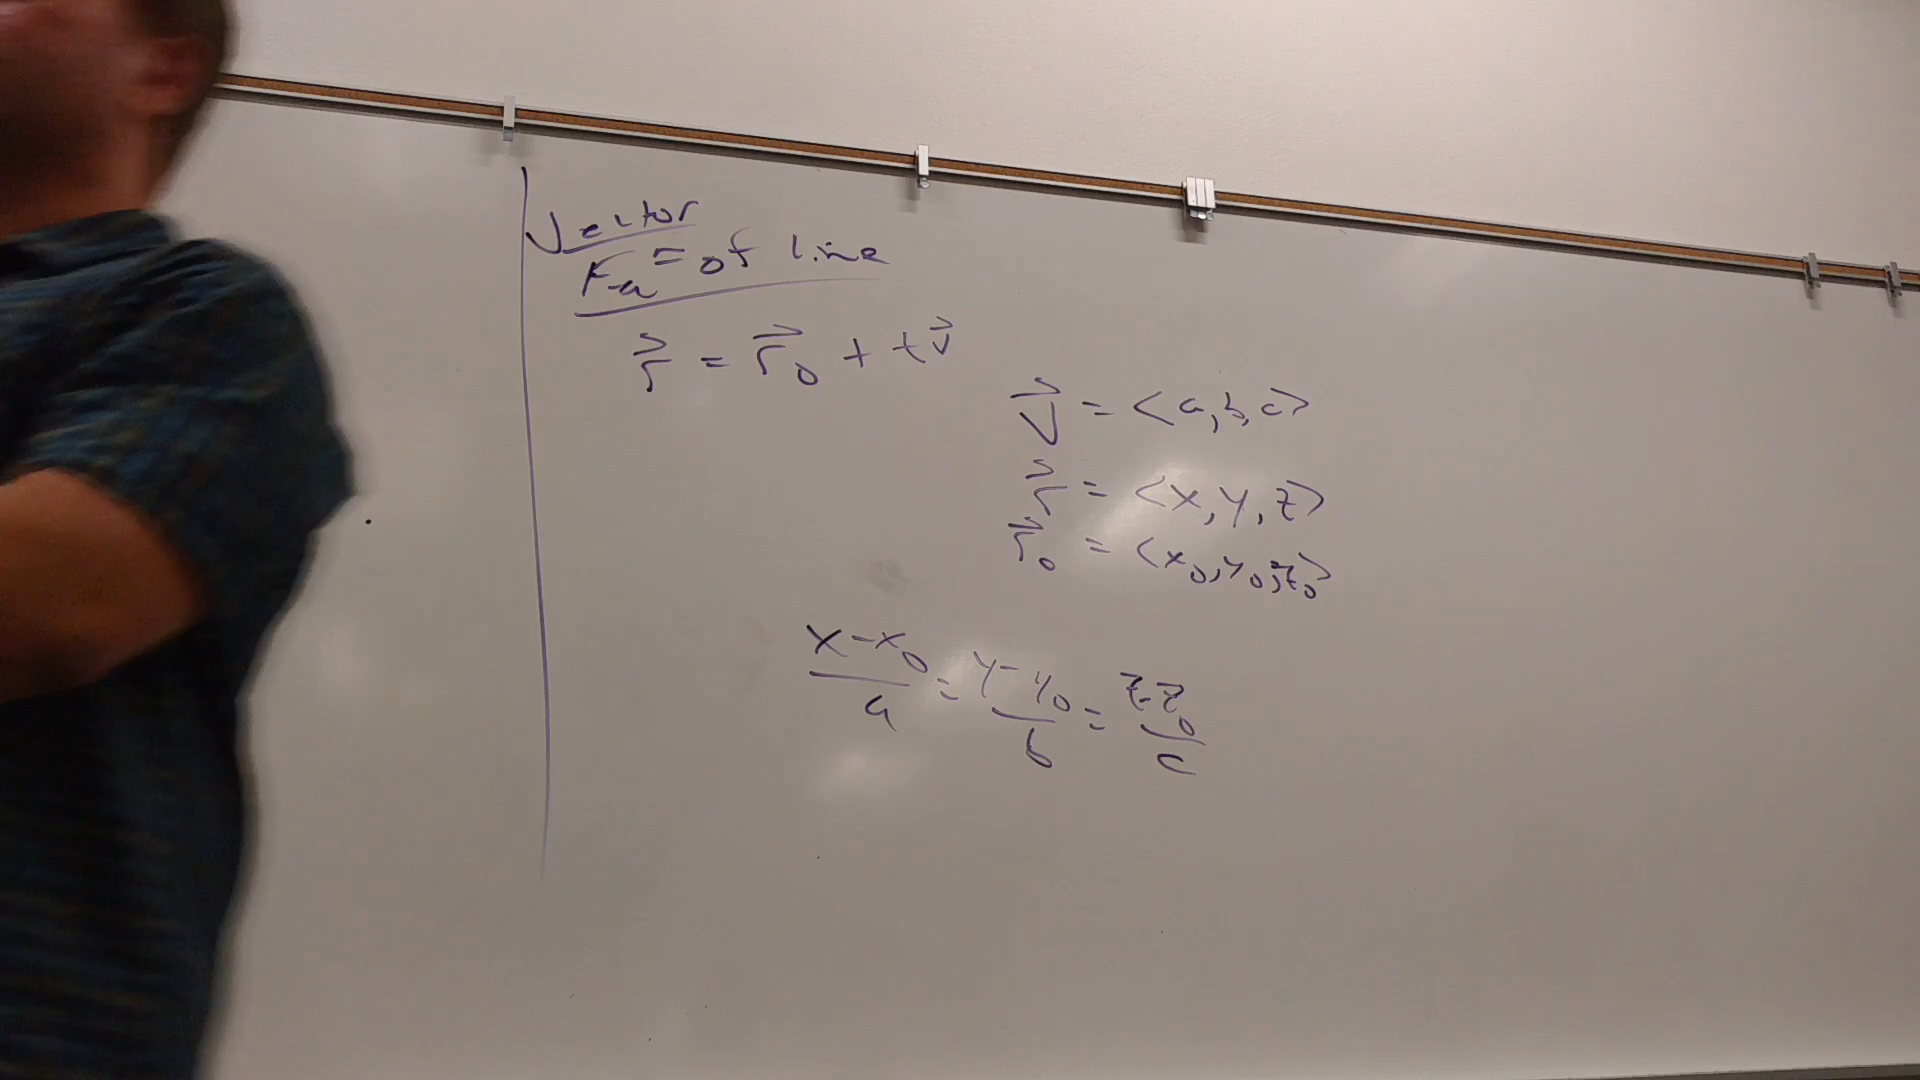 Vector
Eq= of line
r⃗ = r⃗₀ + tv⃗
v⃗ = <a,b,c>
r⃗ = <x,y,z>
r⃗₀ = <x₀,y₀,z₀>
x-x₀/a = y-y₀/b = z-z₀/c